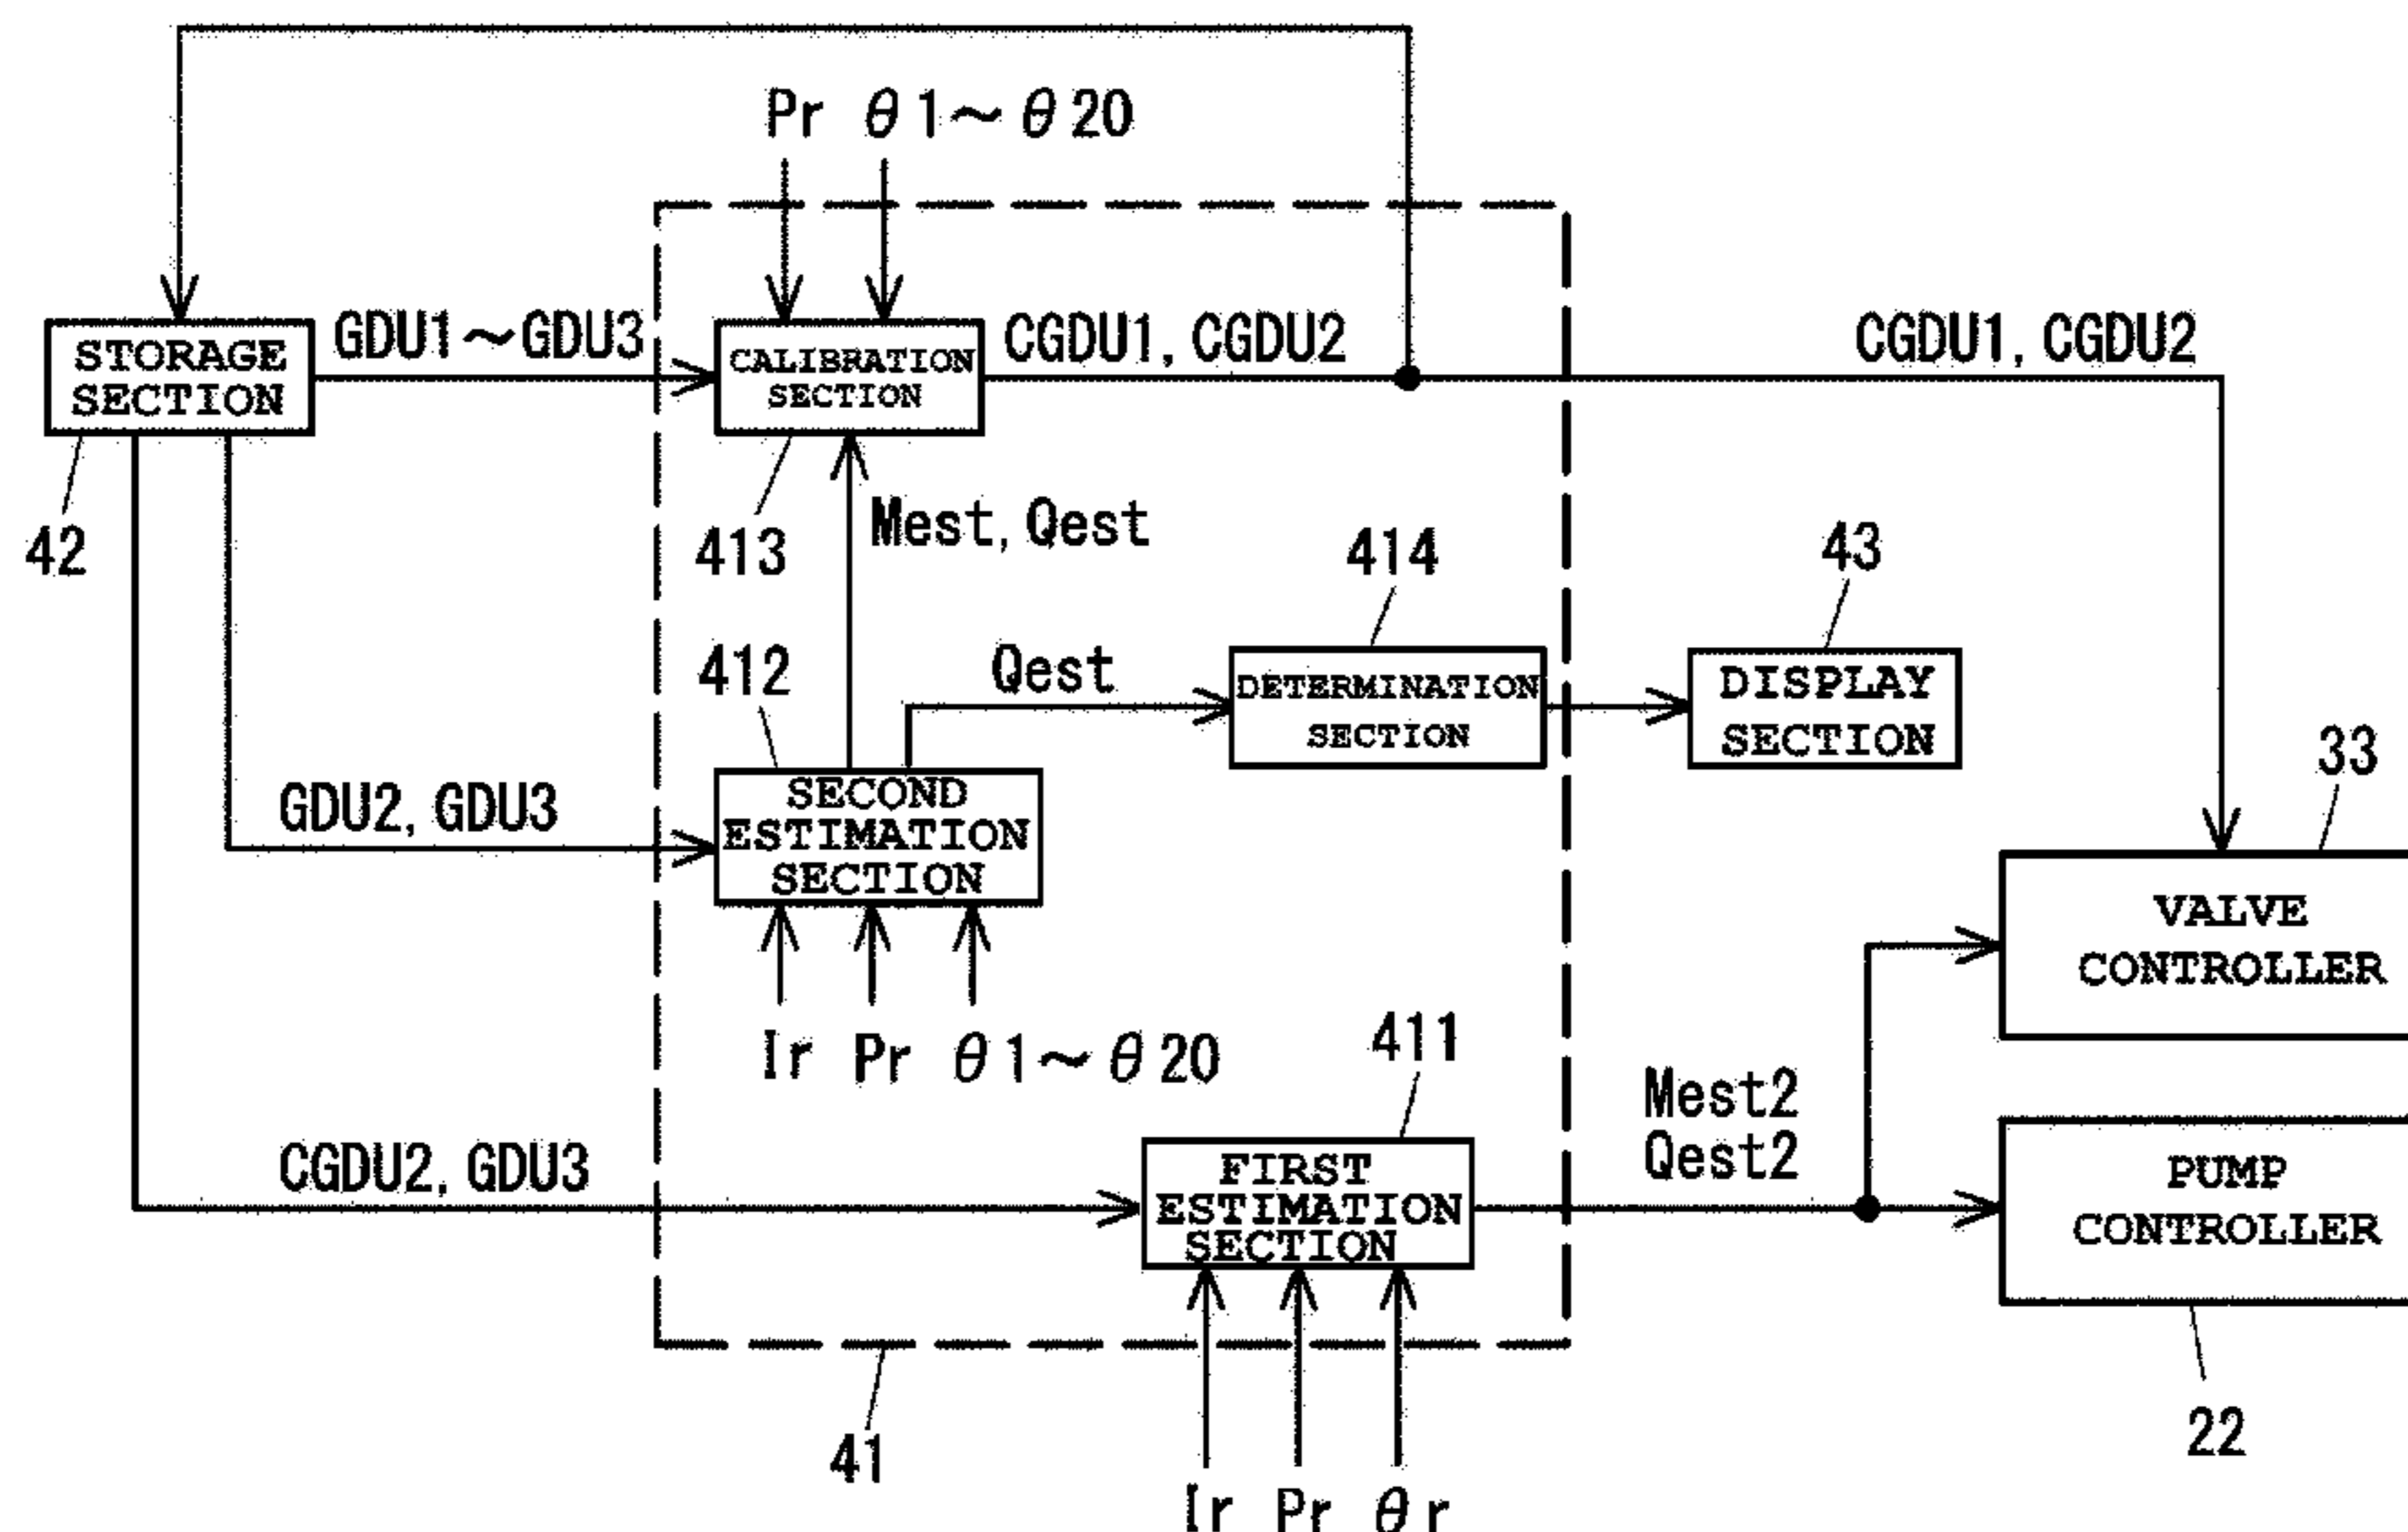 Pr θ1～θ20
STORAGE
SECTION
GDU1～GDU3
CALIBRATION
SECTION
CGDU1, CGDU2
CGDU1, CGDU2
42
413
Mest, Qest
414
43
412
Qest
DETERMINATION
SECTION
DISPLAY
SECTION
33
GDU2, GDU3
SECOND
ESTIMATION
SECTION
VALVE
CONTROLLER
Ir Pr θ1～θ20
411
Mest2
Qest2
CGDU2, GDU3
FIRST
ESTIMATION
SECTION
PUMP
CONTROLLER
41
22
Ir Pr θr